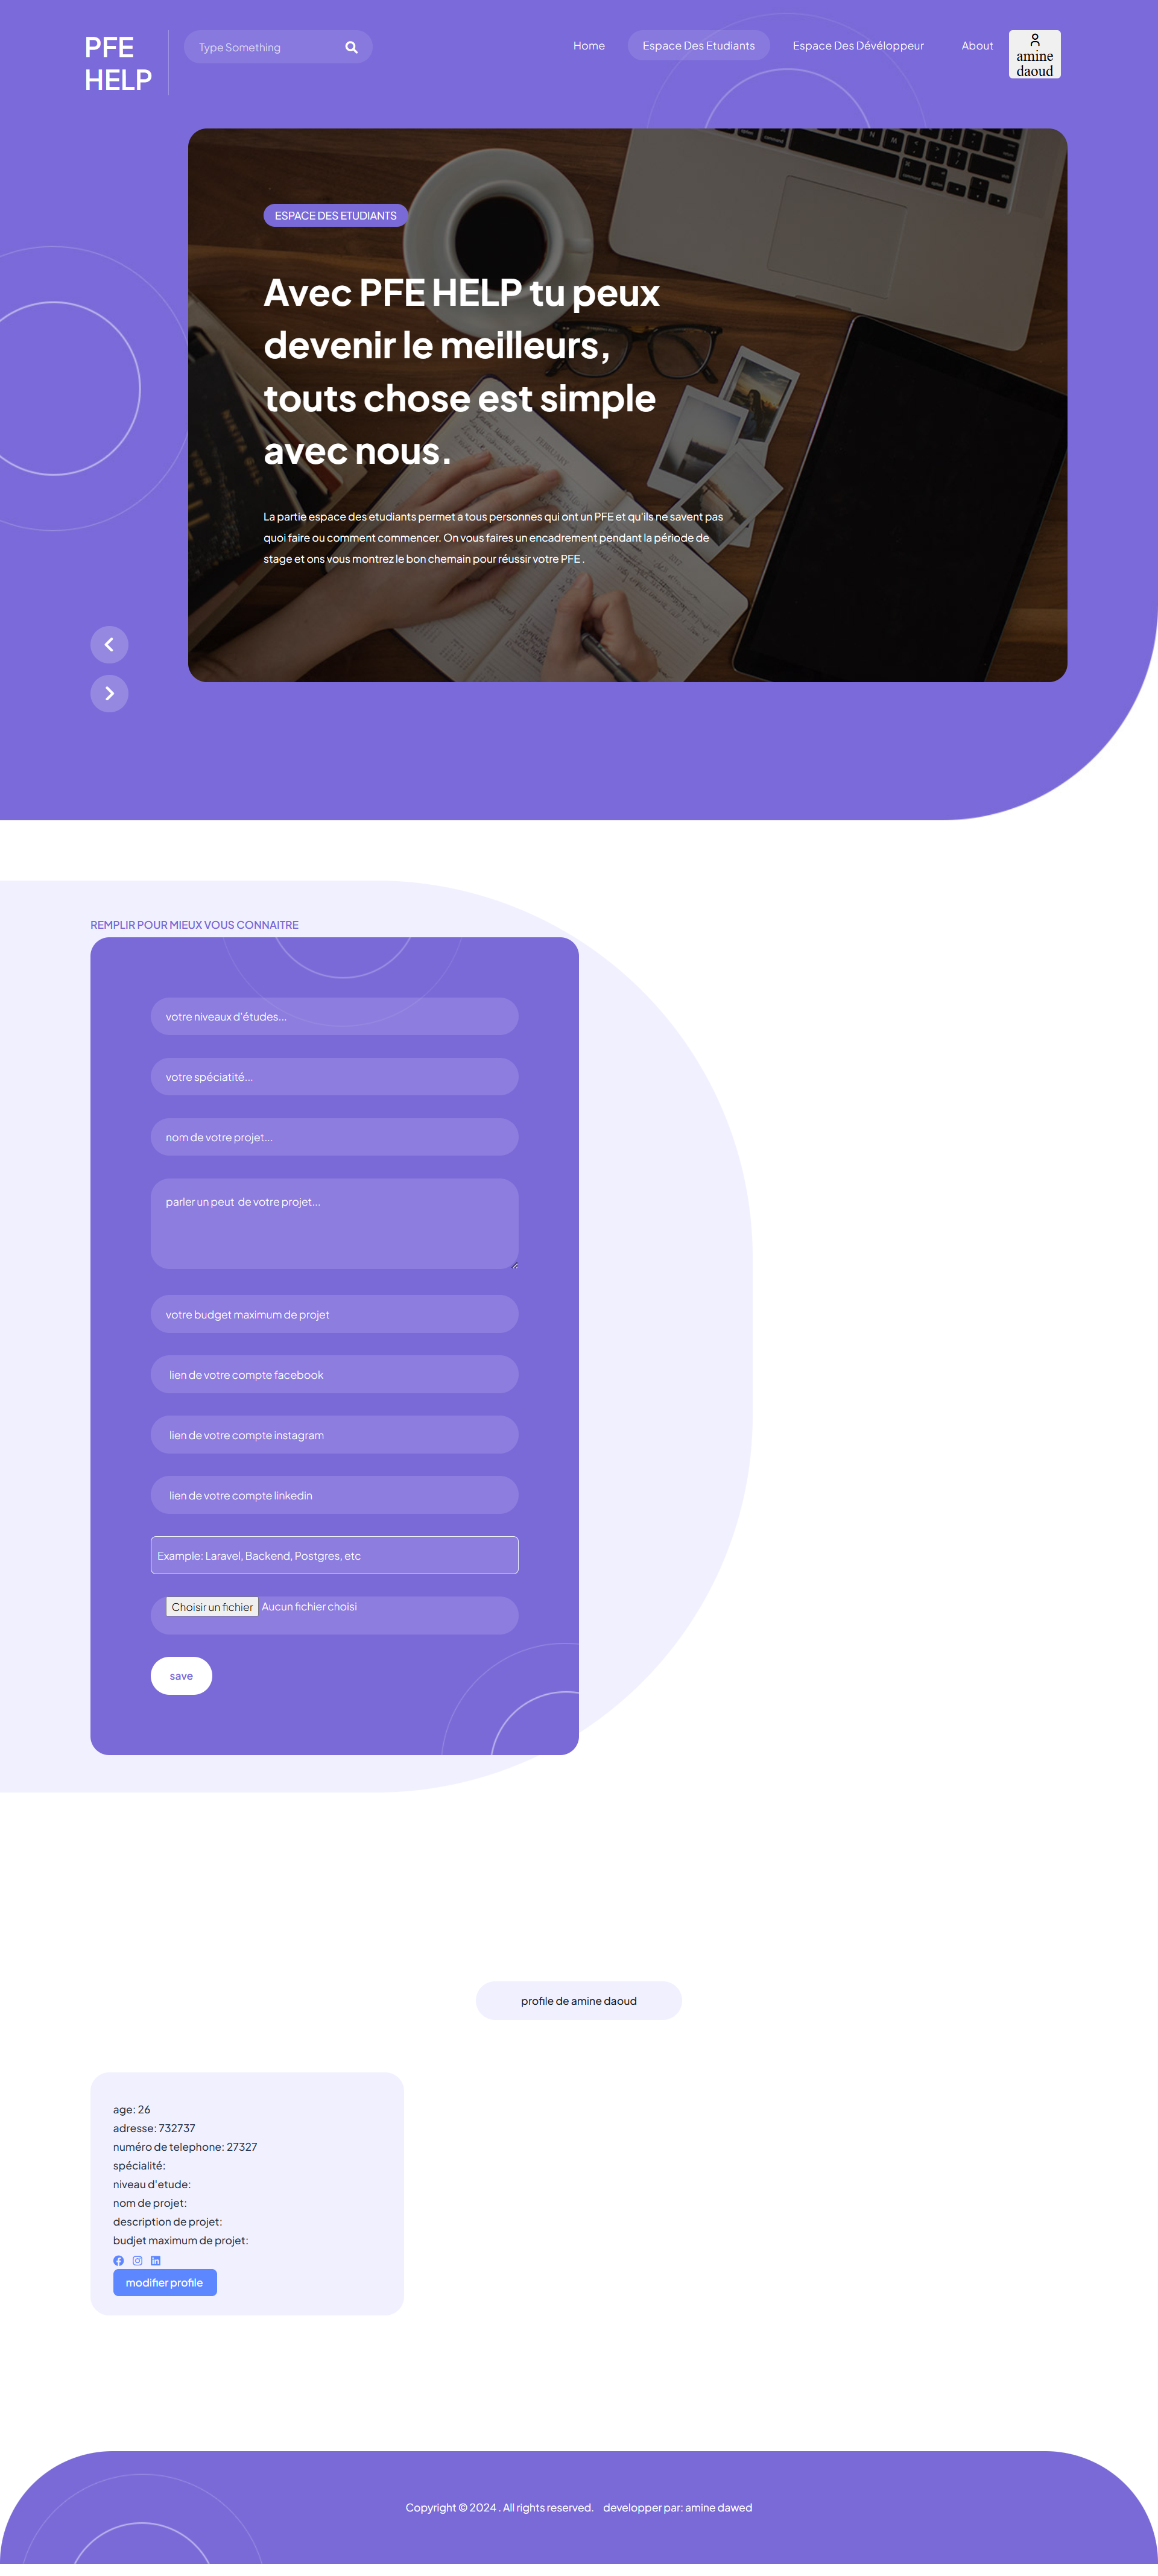 PFE
HELP
Type Something
Home
Espace Des Etudiants
Espace Des Dévéloppeur
About
amine
daoud
ESPACE DES ETUDIANTS
Avec PFE HELP tu peux
devenir le meilleurs,
touts chose est simple
avec nous.
La partie espace des etudiants permet a tous personnes qui ont un PFE et qu'ils ne savent pas
quoi faire ou comment commencer. On vous faires un encadrement pendant la période de
stage et ons vous montrez le bon chemain pour réussir votre PFE .
REMPLIR POUR MIEUX VOUS CONNAITRE
votre niveaux d'études...
votre spéciatité...
nom de votre projet...
parler un peut de votre projet...
votre budget maximum de projet
lien de votre compte facebook
lien de votre compte instagram
lien de votre compte linkedin
Example: Laravel, Backend, Postgres, etc
Choisir un fichier Aucun fichier choisi
save
profile de amine daoud
age: 26
adresse: 732737
numéro de telephone: 27327
spécialité:
niveau d'etude:
nom de projet:
description de projet:
budjet maximum de projet:
modifier profile
Copyright © 2024 . All rights reserved. developper par: amine dawed